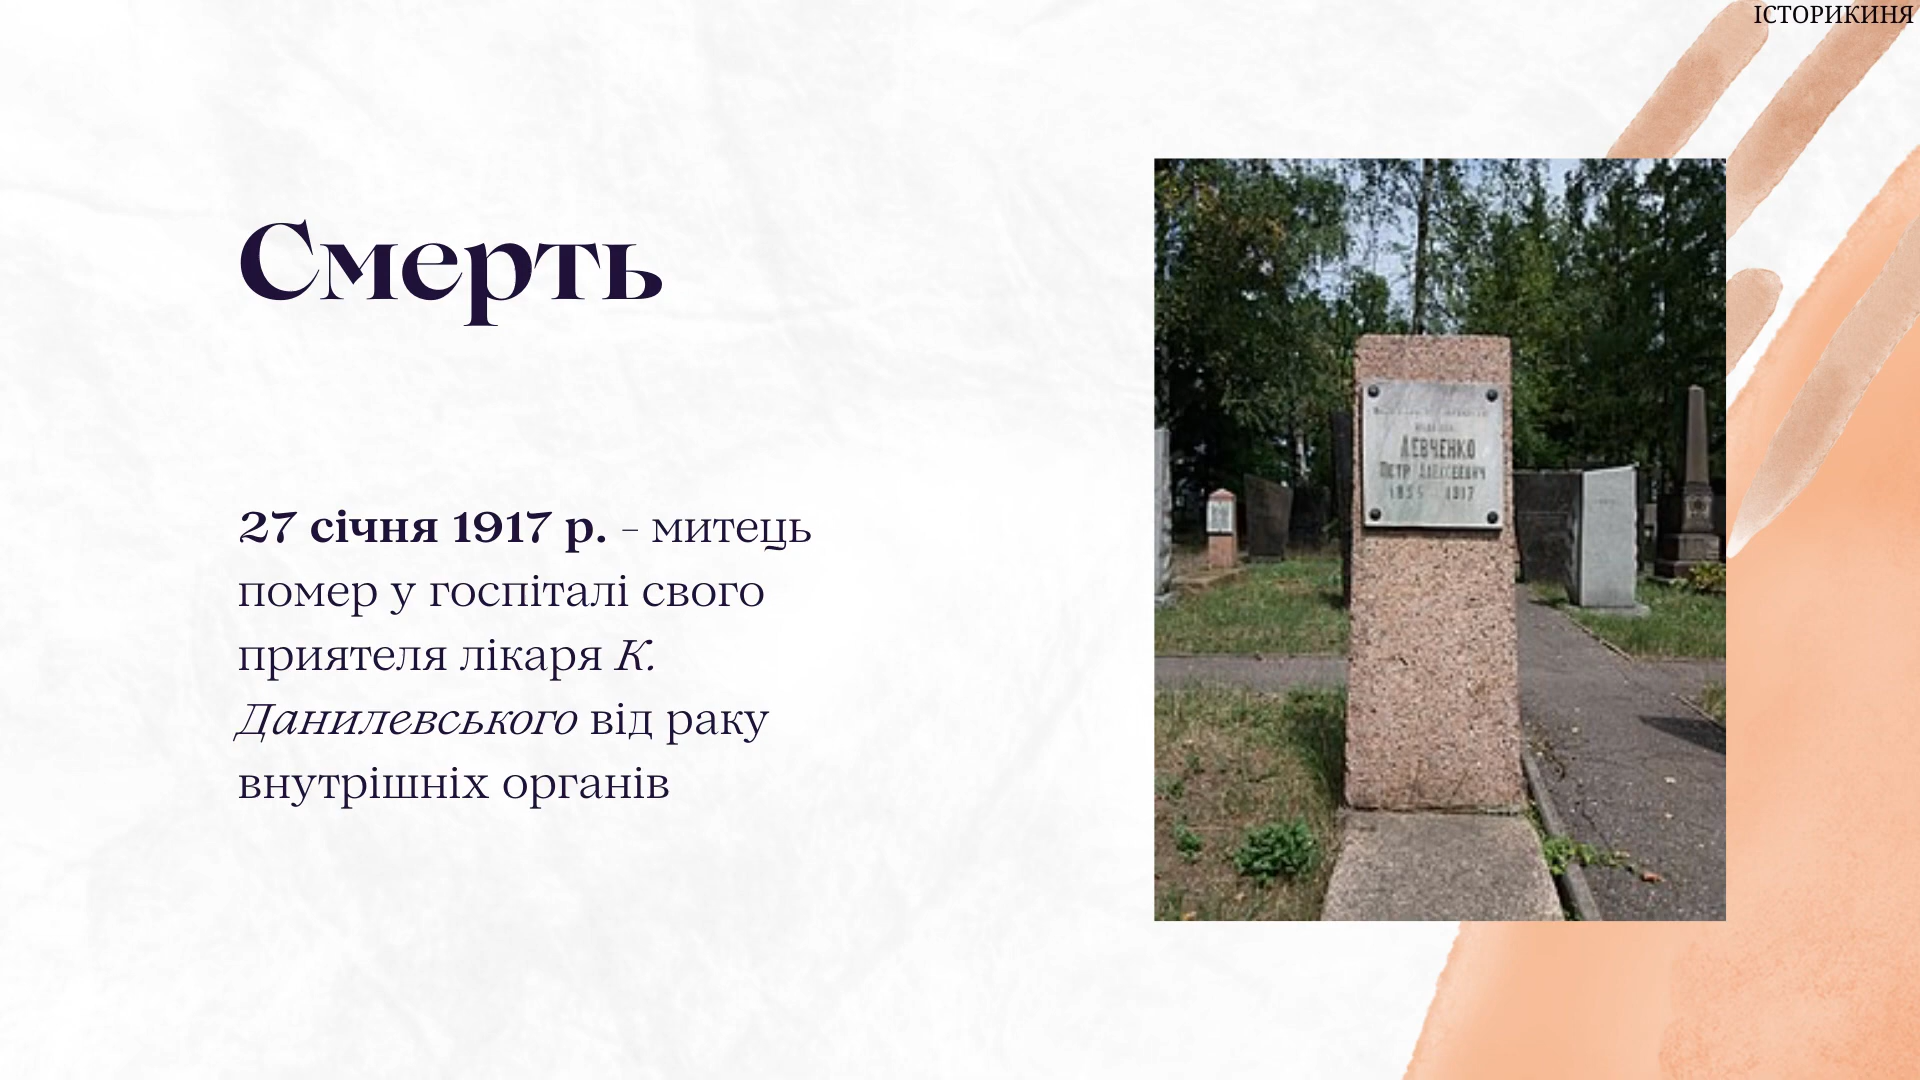 ІСТОРИКИНЯ
Смерть
27 січня 1917 р. – митець
помер у госпіталі свого
приятеля лікаря К.
Данилевського від раку
внутрішніх органів
ЛЕВЧЕНКО
ПЕТР АЛЕКСЕЕВИЧ
1917